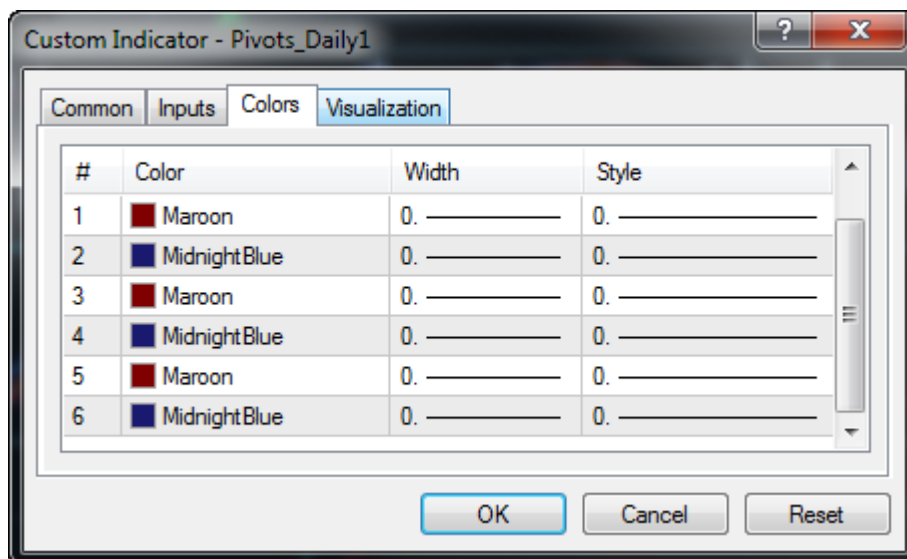 Custom Indicator - Pivots_Daily1
?
Common Inputs Colors Visualization
# Color Width Style
1 Maroon 0. 0.
2 MidnightBlue 0. 0.
3 Maroon 0. 0.
4 MidnightBlue 0. 0.
5 Maroon 0. 0.
6 MidnightBlue 0. 0.
OK Cancel Reset